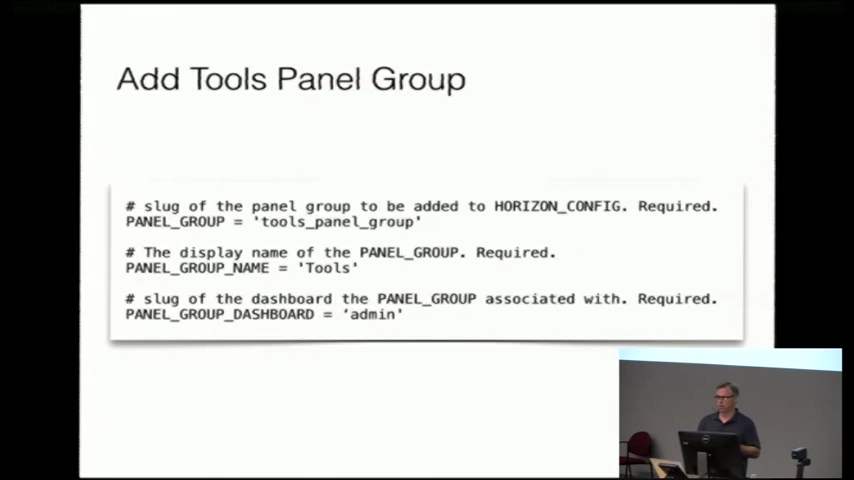 Add Tools Panel Group
# slug of the panel group to be added to HORIZON_CONFIG. Required.
PANEL_GROUP = 'tools_panel_group'
# The display name of the PANEL_GROUP. Required.
PANEL_GROUP_NAME = 'Tools'
# slug of the dashboard the PANEL_GROUP associated with. Required.
PANEL_GROUP_DASHBOARD = ‘admin'